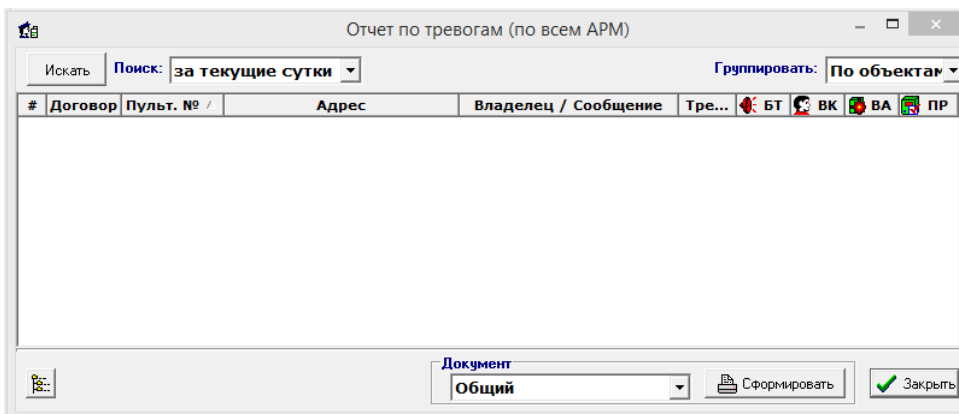 Отчет по тревогам (по всем АРМ)
Искать Поиск: за текущие сутки Группировать: По объектам
# Договор Пульт. № Адрес Владелец / Сообщение Тре... БТ ВК ВА ПР
Документ
Общий Сформировать Закрыть